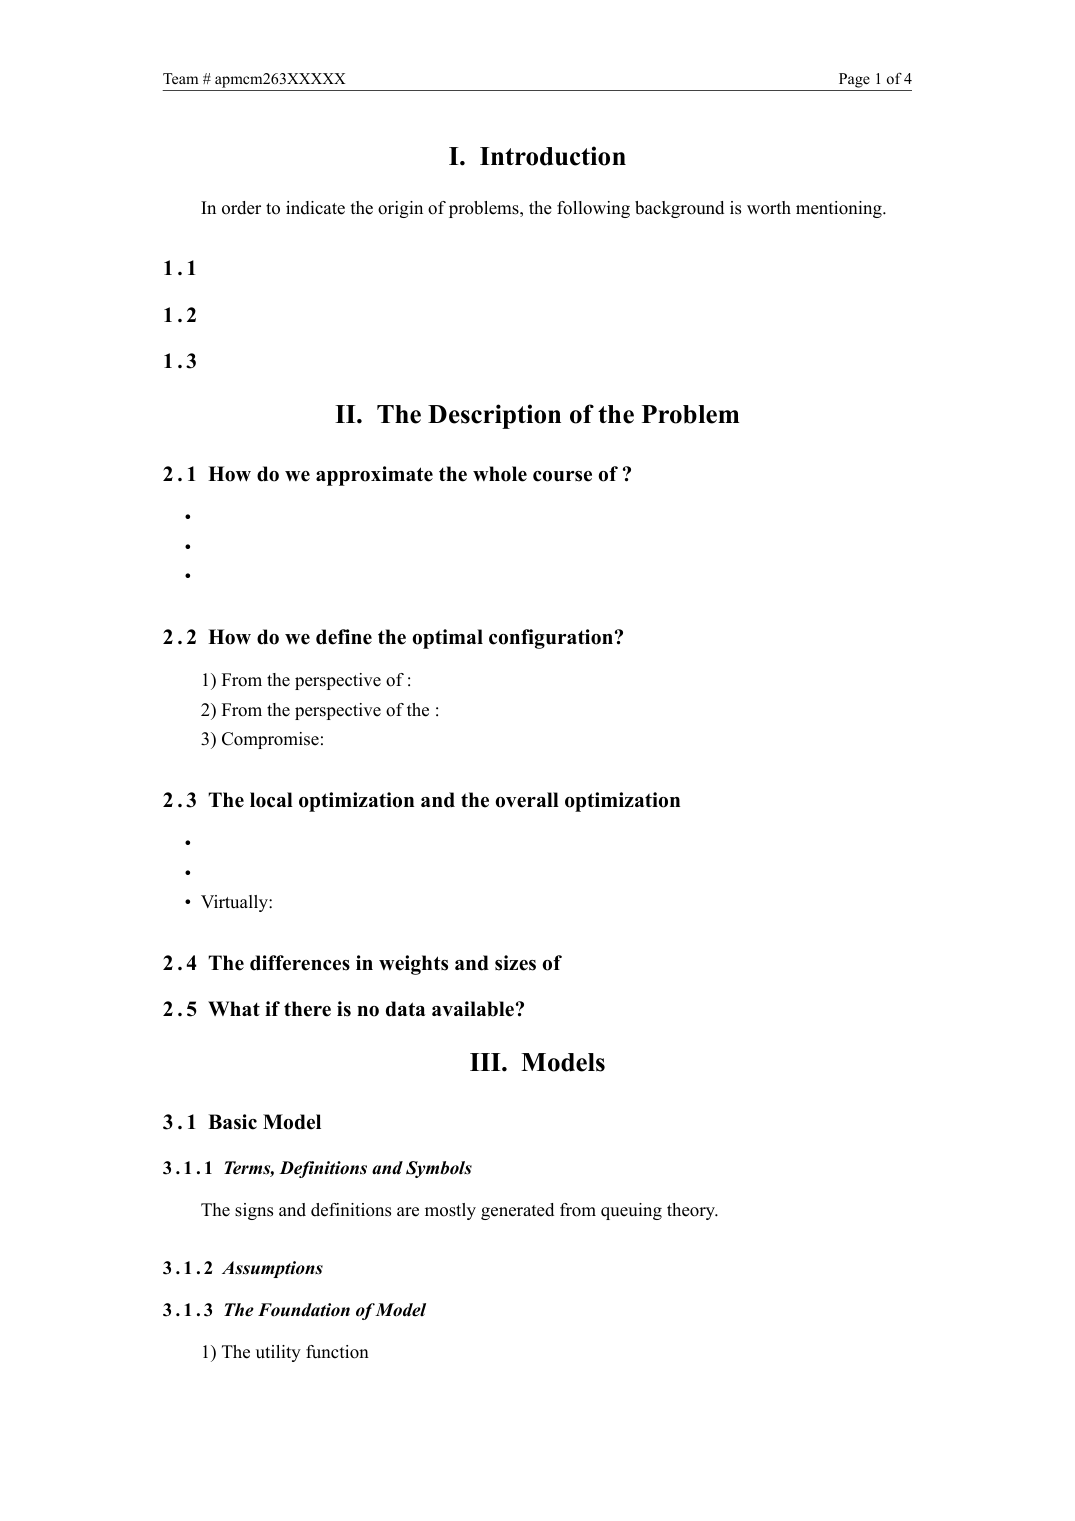 Team # apmcm263XXXXX Page 1 of 4
I. Introduction
In order to indicate the origin of problems, the following background is worth mentioning.
1.1
1.2
1.3
II. The Description of the Problem
2.1 How do we approximate the whole course of ?
•
•
•
2.2 How do we define the optimal configuration?
1) From the perspective of :
2) From the perspective of the :
3) Compromise:
2.3 The local optimization and the overall optimization
•
•
• Virtually:
2.4 The differences in weights and sizes of
2.5 What if there is no data available?
III. Models
3.1 Basic Model
3.1.1 Terms, Definitions and Symbols
The signs and definitions are mostly generated from queuing theory.
3.1.2 Assumptions
3.1.3 The Foundation of Model
1) The utility function